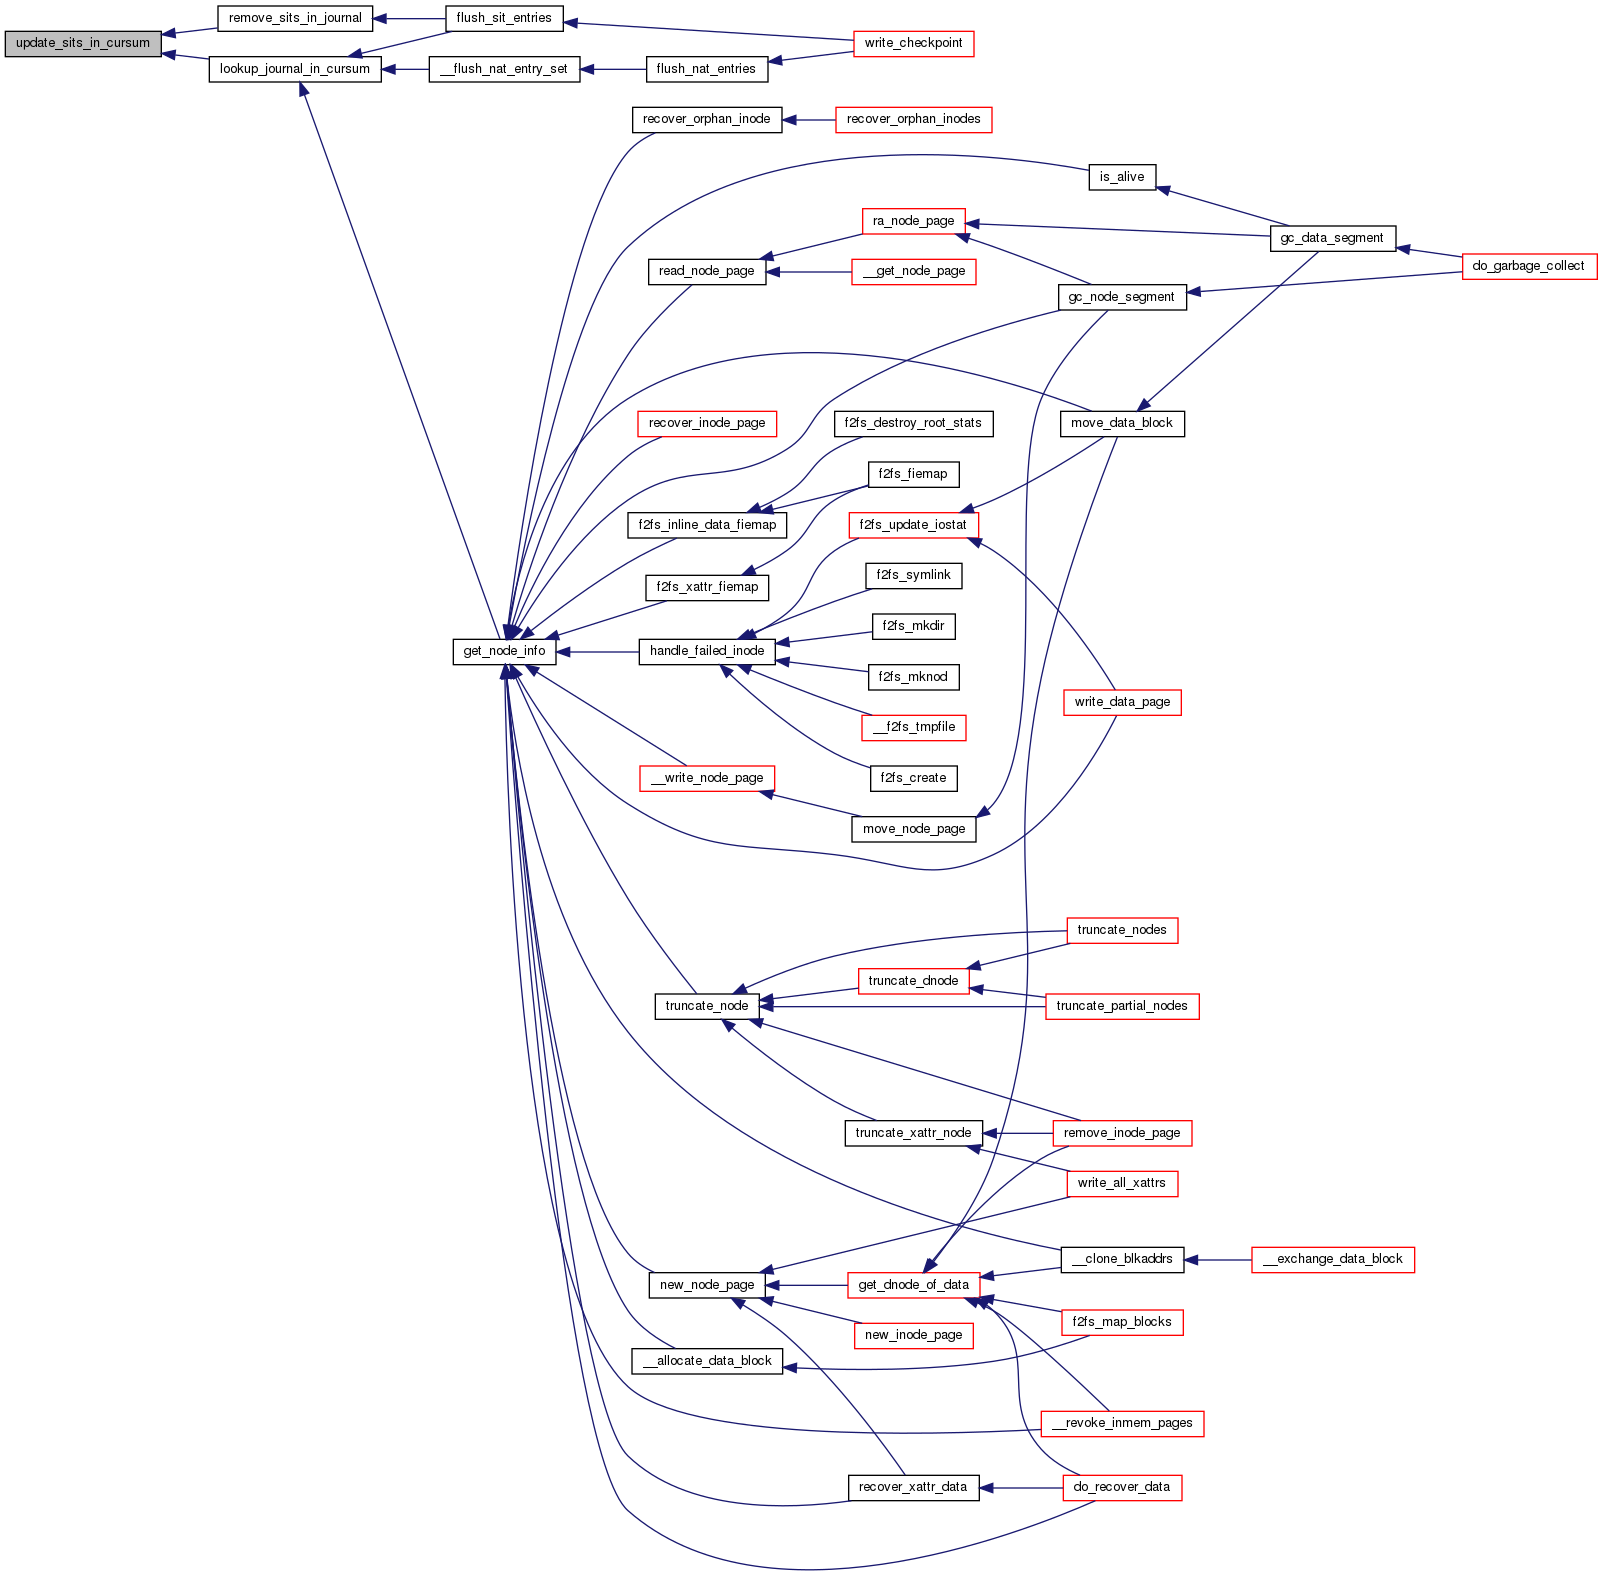 remove_sits_in_journal
flush_sit_entries
update_sits_in_cursum
write_checkpoint
lookup_journal_in_cursum
__flush_nat_entry_set
flush_nat_entries
recover_orphan_inode
recover_orphan_inodes
is_alive
ra_node_page
gc_data_segment
read_node_page
__get_node_page
do_garbage_collect
gc_node_segment
recover_inode_page
f2fs_destroy_root_stats
move_data_block
f2fs_fiemap
f2fs_inline_data_fiemap
f2fs_update_iostat
f2fs_xattr_fiemap
f2fs_symlink
f2fs_mkdir
get_node_info
handle_failed_inode
f2fs_mknod
write_data_page
__f2fs_tmpfile
__write_node_page
f2fs_create
move_node_page
truncate_nodes
truncate_dnode
truncate_node
truncate_partial_nodes
truncate_xattr_node
remove_inode_page
write_all_xattrs
__clone_blkaddrs
__exchange_data_block
new_node_page
get_dnode_of_data
f2fs_map_blocks
new_inode_page
__allocate_data_block
__revoke_inmem_pages
recover_xattr_data
do_recover_data